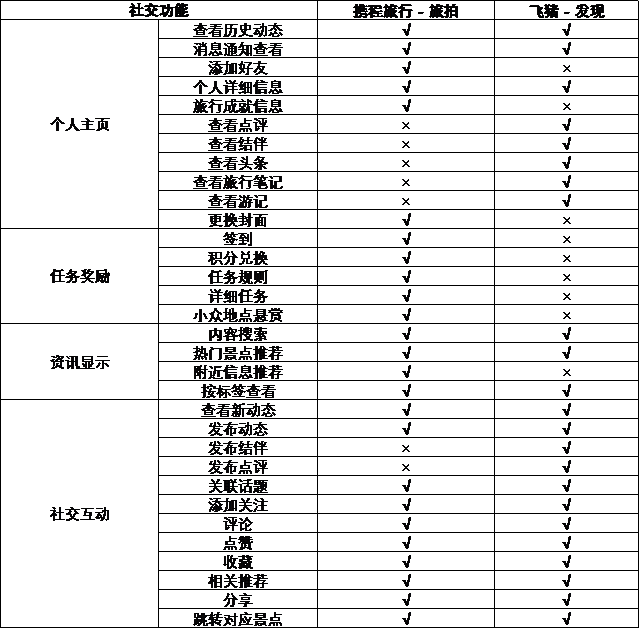 社交功能 携程旅行 - 旅拍 飞猪 - 发现
个人主页
查看历史动态 √ √
消息通知查看 √ √
添加好友 √ ×
个人详细信息 √ √
旅行成就信息 √ ×
查看点评 × √
查看结伴 × √
查看头条 × √
查看旅行笔记 × √
查看游记 × √
更换封面 √ ×
任务奖励
签到 √ ×
积分兑换 √ ×
任务规则 √ ×
详细任务 √ ×
小众地点悬赏 √ ×
资讯显示
内容搜索 √ √
热门景点推荐 √ √
附近信息推荐 √ ×
按标签查看 √ √
社交互动
查看新动态 √ √
发布动态 √ √
发布结伴 × √
发布点评 × √
关联话题 √ √
添加关注 √ √
评论 √ √
点赞 √ √
收藏 √ √
相关推荐 √ √
分享 √ √
跳转对应景点 √ √